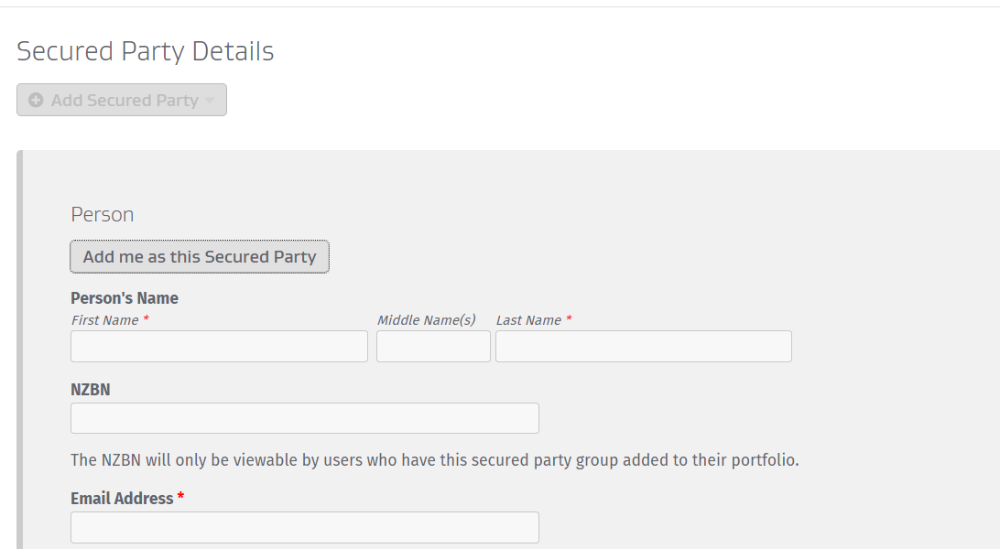 Secured Party Details
Add Secured Party
Person
Add me as this Secured Party
Person's Name
First Name * Middle Name(s) Last Name *
NZBN
The NZBN will only be viewable by users who have this secured party group added to their portfolio.
Email Address *